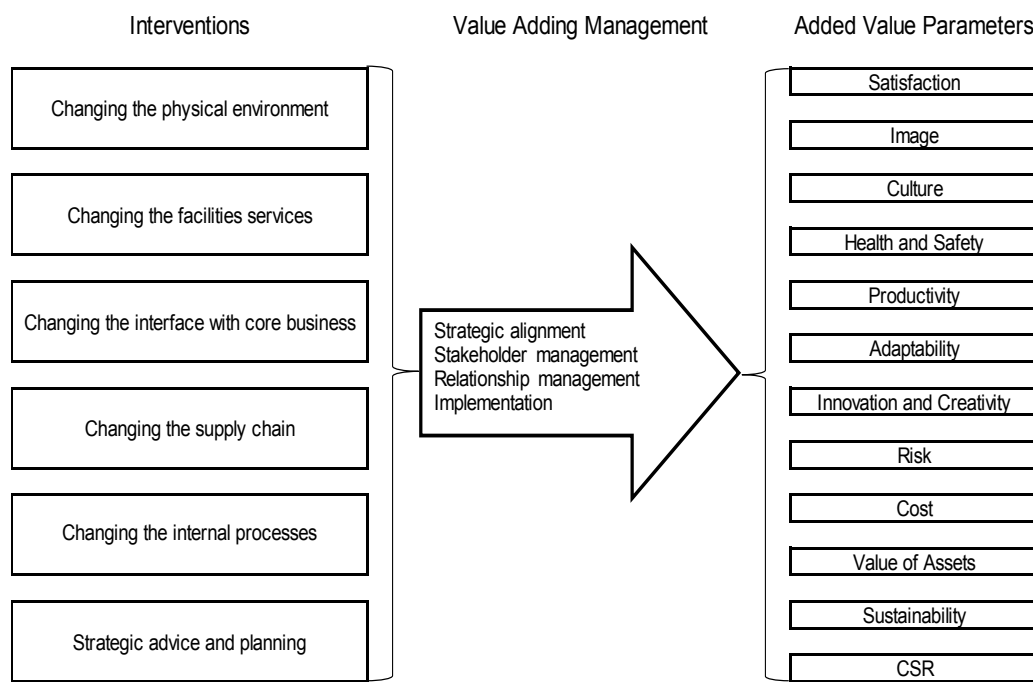 Interventions
Value Adding Management
Added Value Parameters
Changing the physical environment
Changing the facilities services
Changing the interface with core business
Changing the supply chain
Changing the internal processes
Strategic advice and planning
Strategic alignment
Stakeholder management
Relationship management
Implementation
Satisfaction
Image
Culture
Health and Safety
Productivity
Adaptability
Innovation and Creativity
Risk
Cost
Value of Assets
Sustainability
CSR